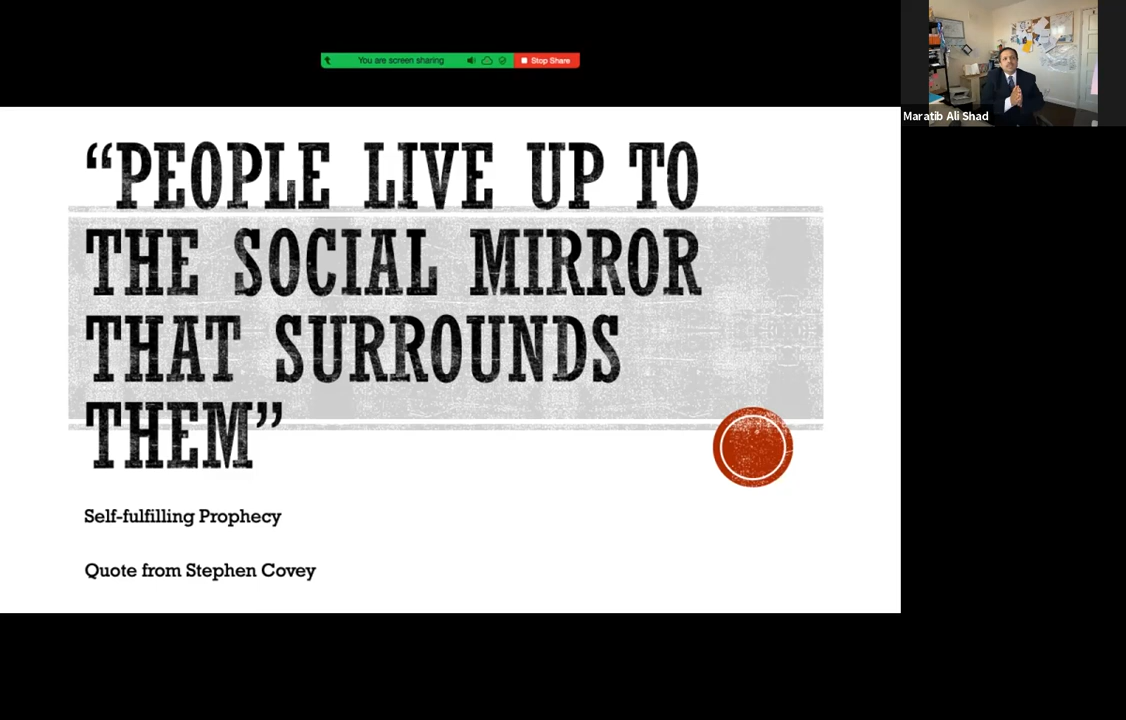 You are screen sharing
Stop Share
Maratib Ali Shad
“PEOPLE LIVE UP TO
THE SOCIAL MIRROR
THAT SURROUNDS
THEM”
Self-fulfilling Prophecy
Quote from Stephen Covey